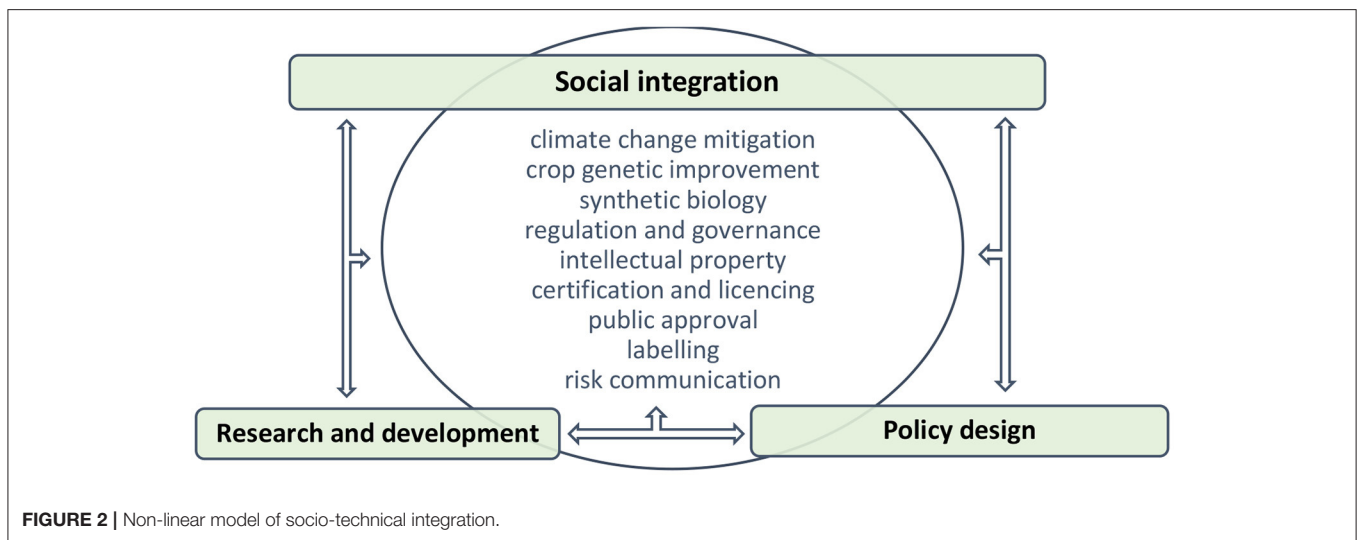 Social integration
climate change mitigation
crop genetic improvement
synthetic biology
regulation and governance
intellectual property
certification and licencing
public approval
labelling
risk communication
Research and development
Policy design
FIGURE 2 | Non-linear model of socio-technical integration.